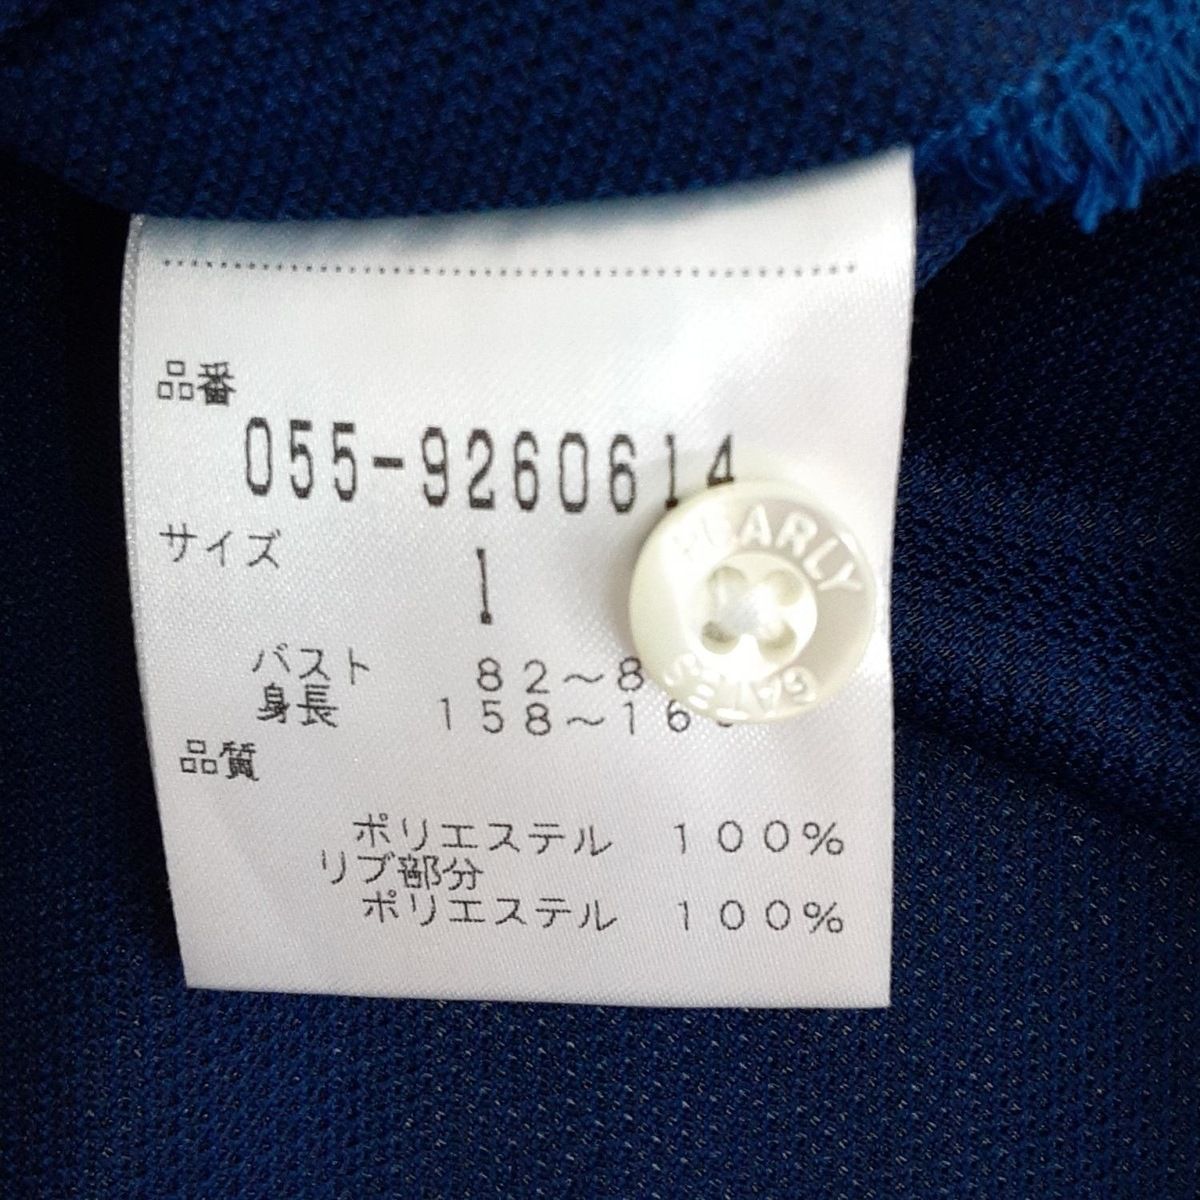 品番
055-9260614
サイズ
1
バスト 82〜8
身長 158〜16
品質
ポリエステル 100%
リブ部分
ポリエステル 100%
PEARLY
GATES